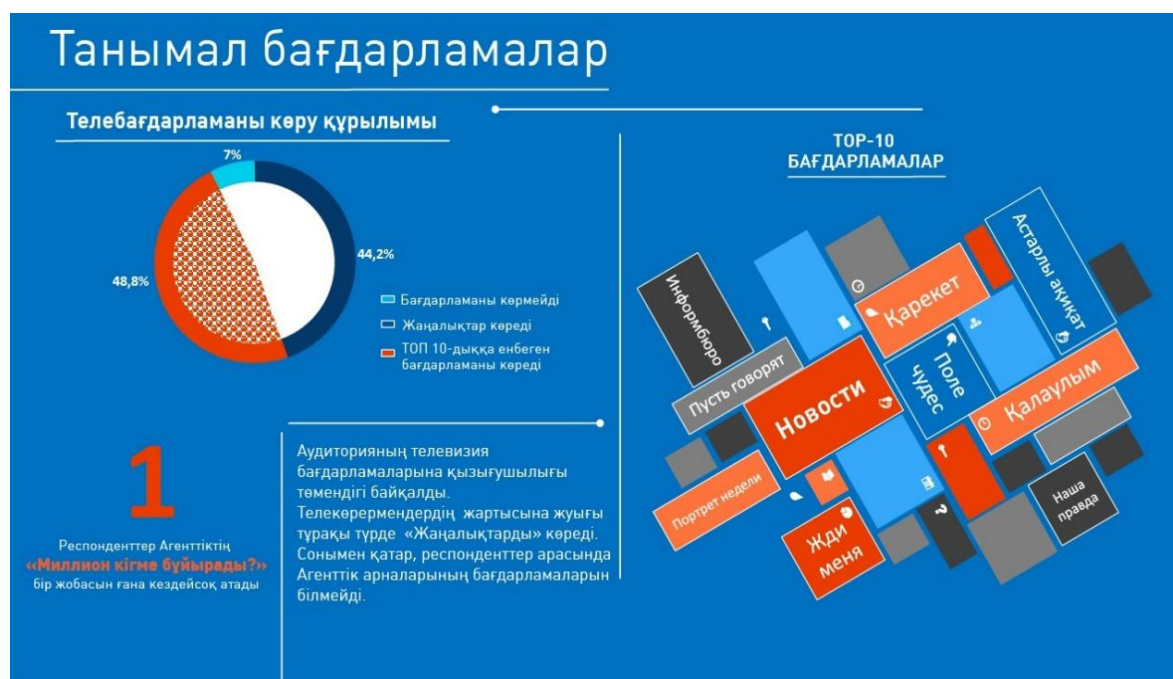 Танымал бағдарламалар
Телебағдарламаны көру құрылымы
7%
44,2%
48,8%
Бағдарламаны көрмейді
Жаңалықтар көреді
ТОП 10-дыққа енбеген
бағдарламаны көреді
1
Респонденттер Агенттіктің
«Миллион кігме бұйырады?»
бір жобасын ғана кездейсоқ атады
Аудиторияның телевизия
бағдарламаларына қызығушылығы
төмендігі байқалды.
Телекөрермендердің жартысына жуығы
тұрақы түрде «Жаңалықтарды» көреді.
Сонымен қатар, респонденттер арасында
Агенттік арналарының бағдарламаларын
білмейді.
TOP-10
БАҒДАРЛАМАЛАР
Информбюро
Пусть говорят
Новости
Портрет недели
Жди
меня
Қарекет
Астарлы ақиқат
Поле
чудес
Қалаулым
Наша
правда
?